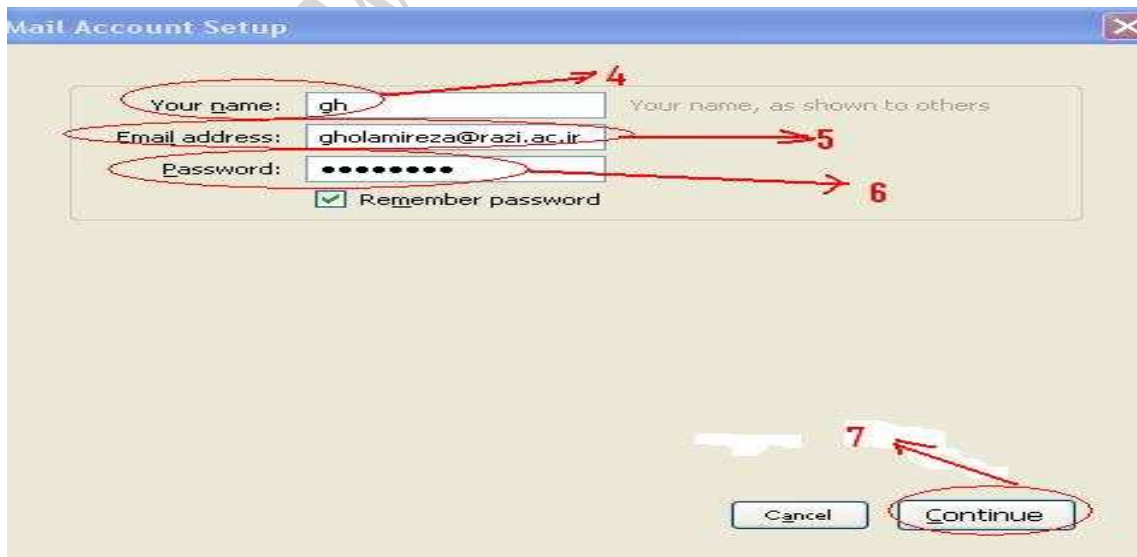 Mail Account Setup
4
Your name: gh Your name, as shown to others
Email address: gholamireza@razi.ac.ir 5
Password: ●●●●●●●● 6
Remember password
7
Cancel Continue